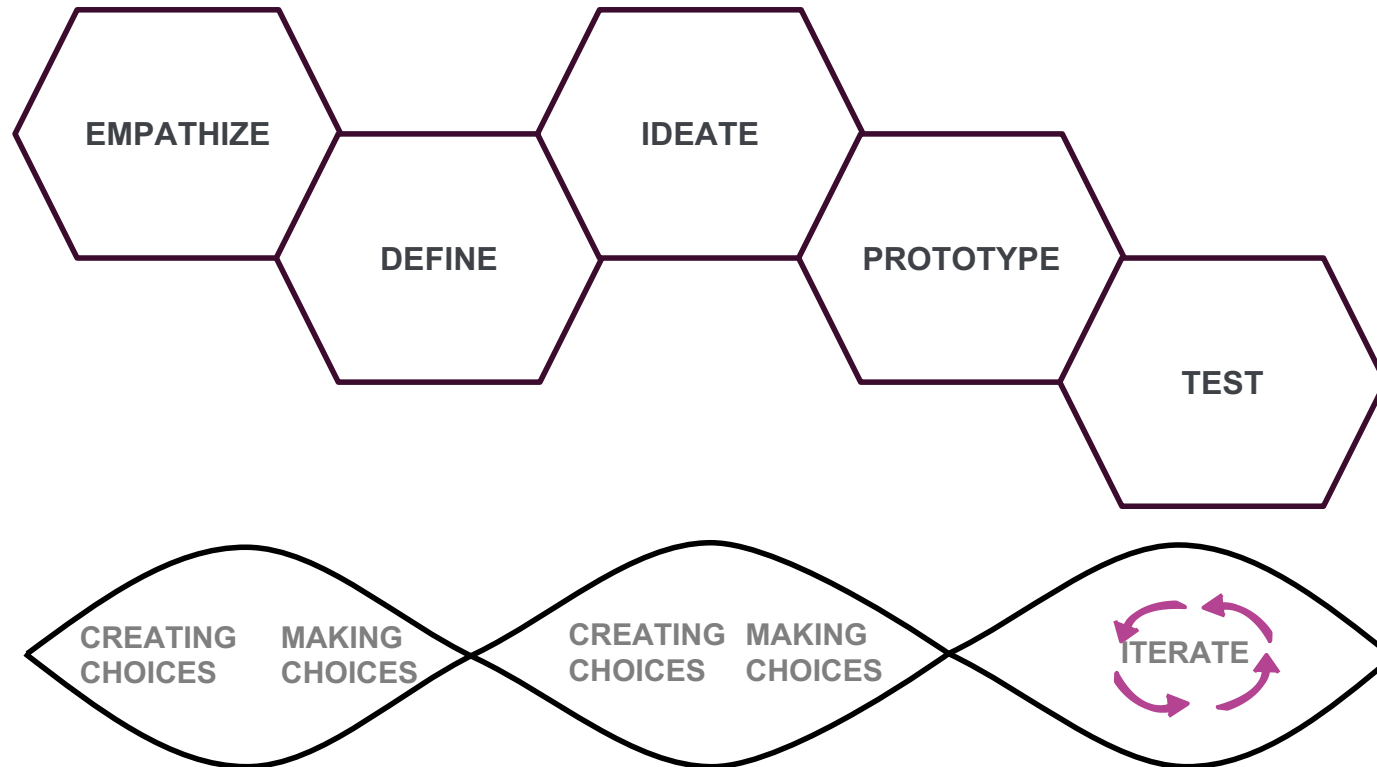 EMPATHIZE
IDEATE
DEFINE
PROTOTYPE
TEST
CREATING
CHOICES
MAKING
CHOICES
CREATING
CHOICES
MAKING
CHOICES
ITERATE